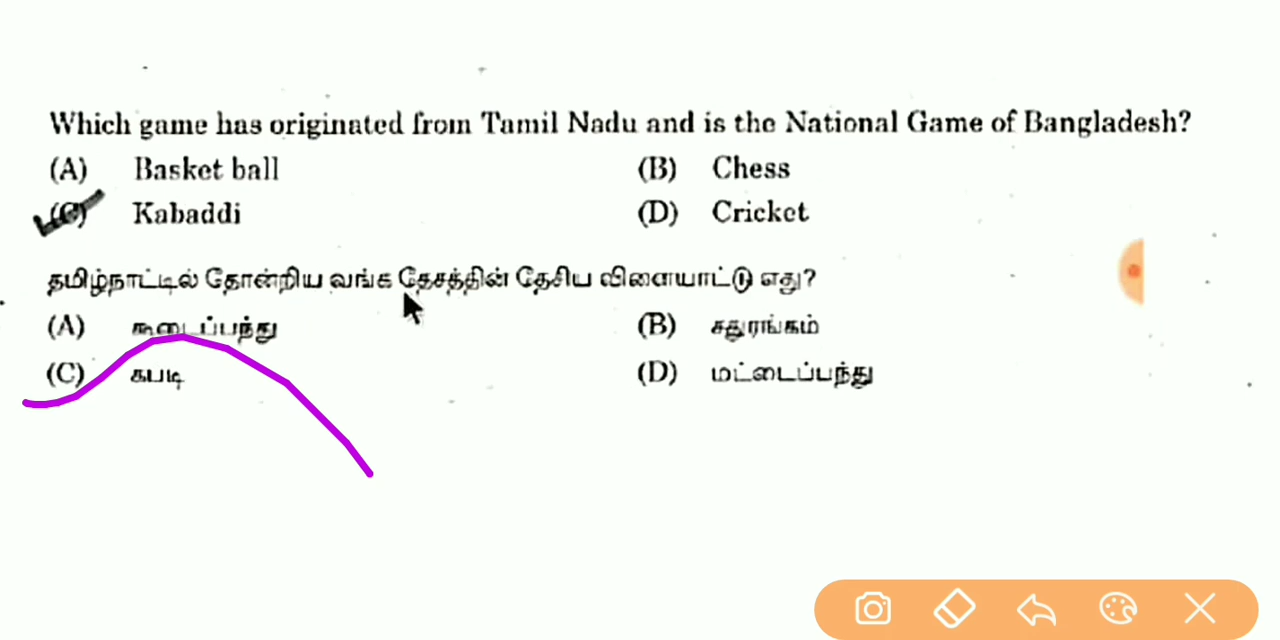 Which game has originated from Tamil Nadu and is the National Game of Bangladesh?
(A) Basket ball (B) Chess
(C) Kabaddi (D) Cricket
தமிழ்நாட்டில் தோன்றிய வங்க தேசத்தின் தேசிய விளையாட்டு எது?
(A) கூடைப்பந்து (B) சதுரங்கம்
(C) கபடி (D) மட்டைப்பந்து